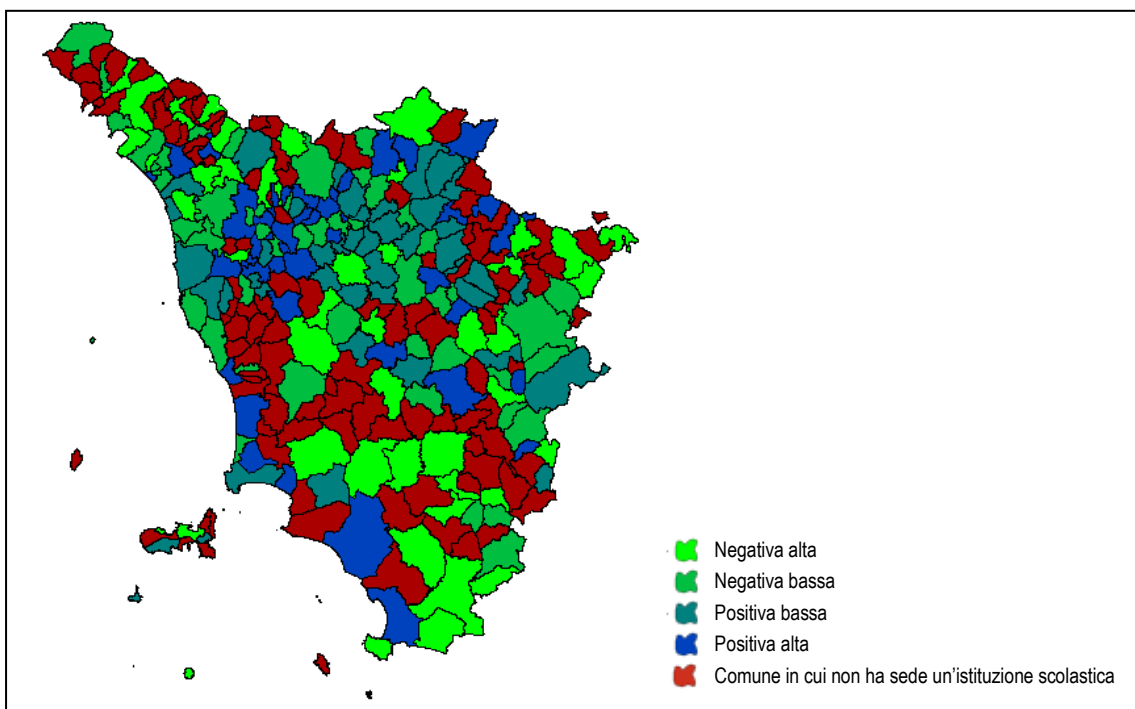 Negativa alta
Negativa bassa
Positiva bassa
Positiva alta
Comune in cui non ha sede un'istituzione scolastica